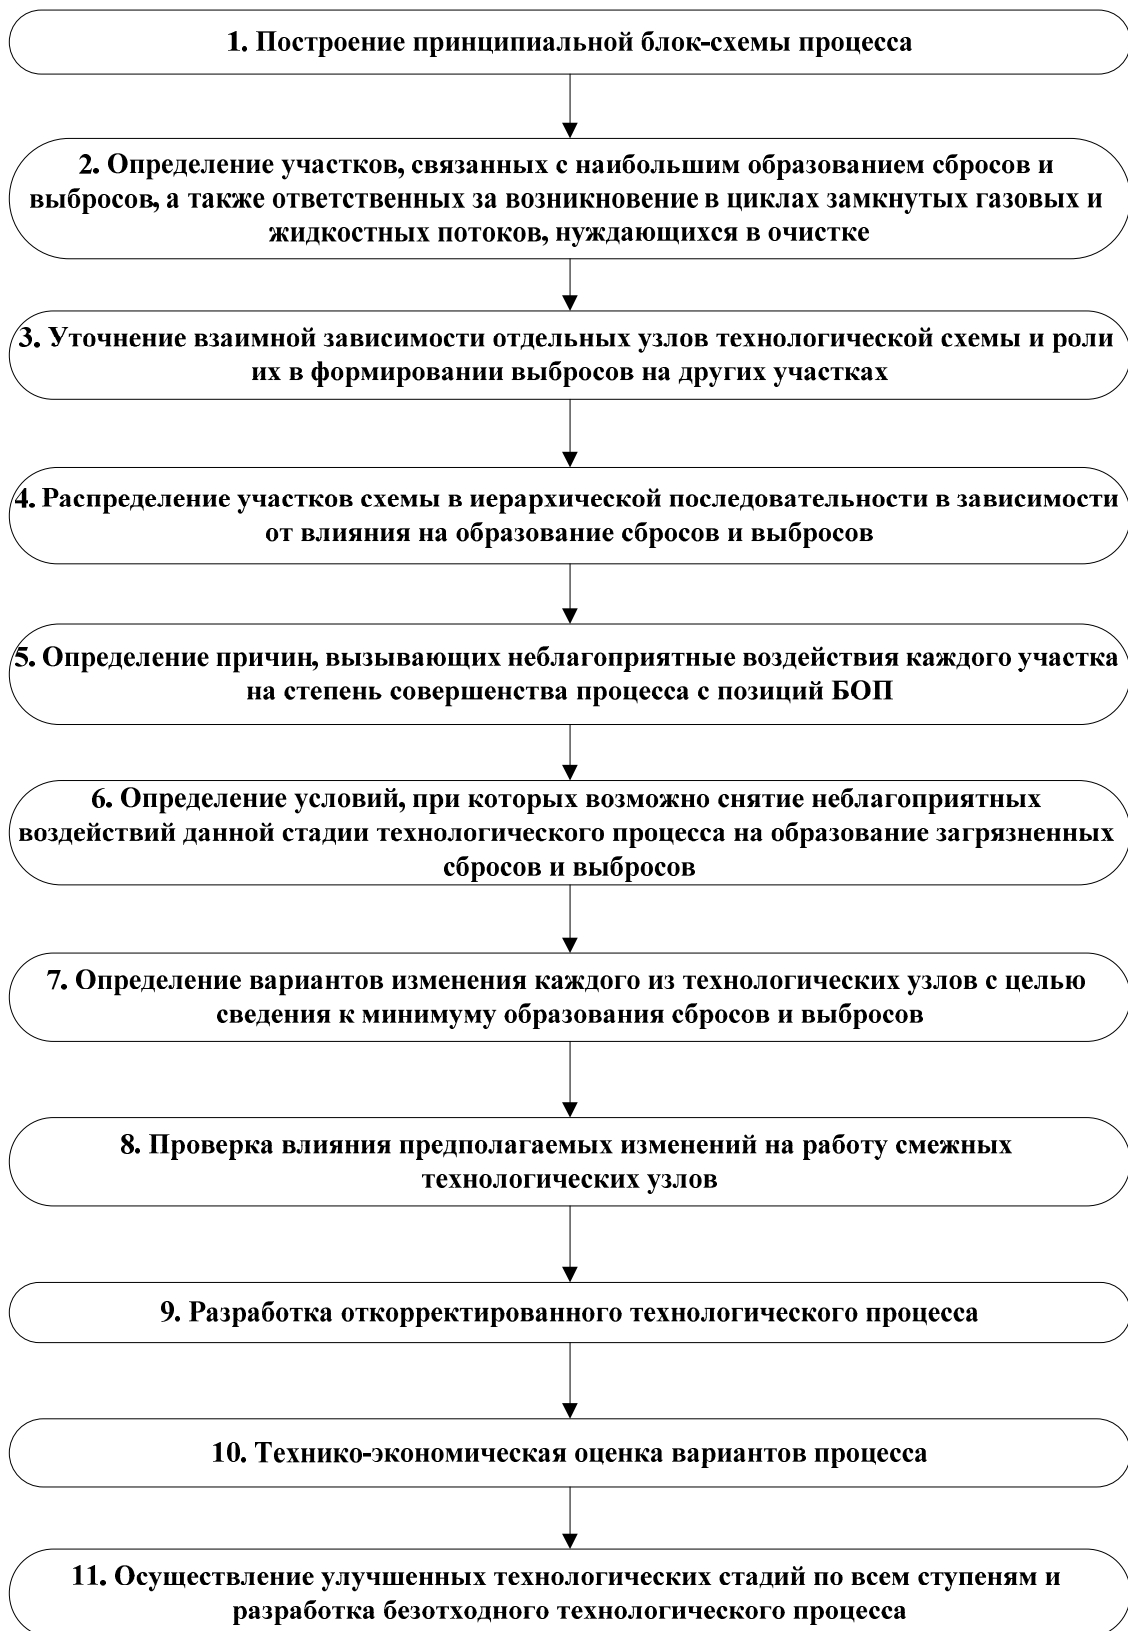 1. Построение принципиальной блок-схемы процесса
2. Определение участков, связанных с наибольшим образованием сбросов и
выбросов, а также ответственных за возникновение в циклах замкнутых газовых и
жидкостных потоков, нуждающихся в очистке
3. Уточнение взаимной зависимости отдельных узлов технологической схемы и роли
их в формировании выбросов на других участках
4. Распределение участков схемы в иерархической последовательности в зависимости
от влияния на образование сбросов и выбросов
5. Определение причин, вызывающих неблагоприятные воздействия каждого участка
на степень совершенства процесса с позиций БОП
6. Определение условий, при которых возможно снятие неблагоприятных
воздействий данной стадии технологического процесса на образование загрязненных
сбросов и выбросов
7. Определение вариантов изменения каждого из технологических узлов с целью
сведения к минимуму образования сбросов и выбросов
8. Проверка влияния предполагаемых изменений на работу смежных
технологических узлов
9. Разработка откорректированного технологического процесса
10. Технико-экономическая оценка вариантов процесса
11. Осуществление улучшенных технологических стадий по всем ступеням и
разработка безотходного технологического процесса